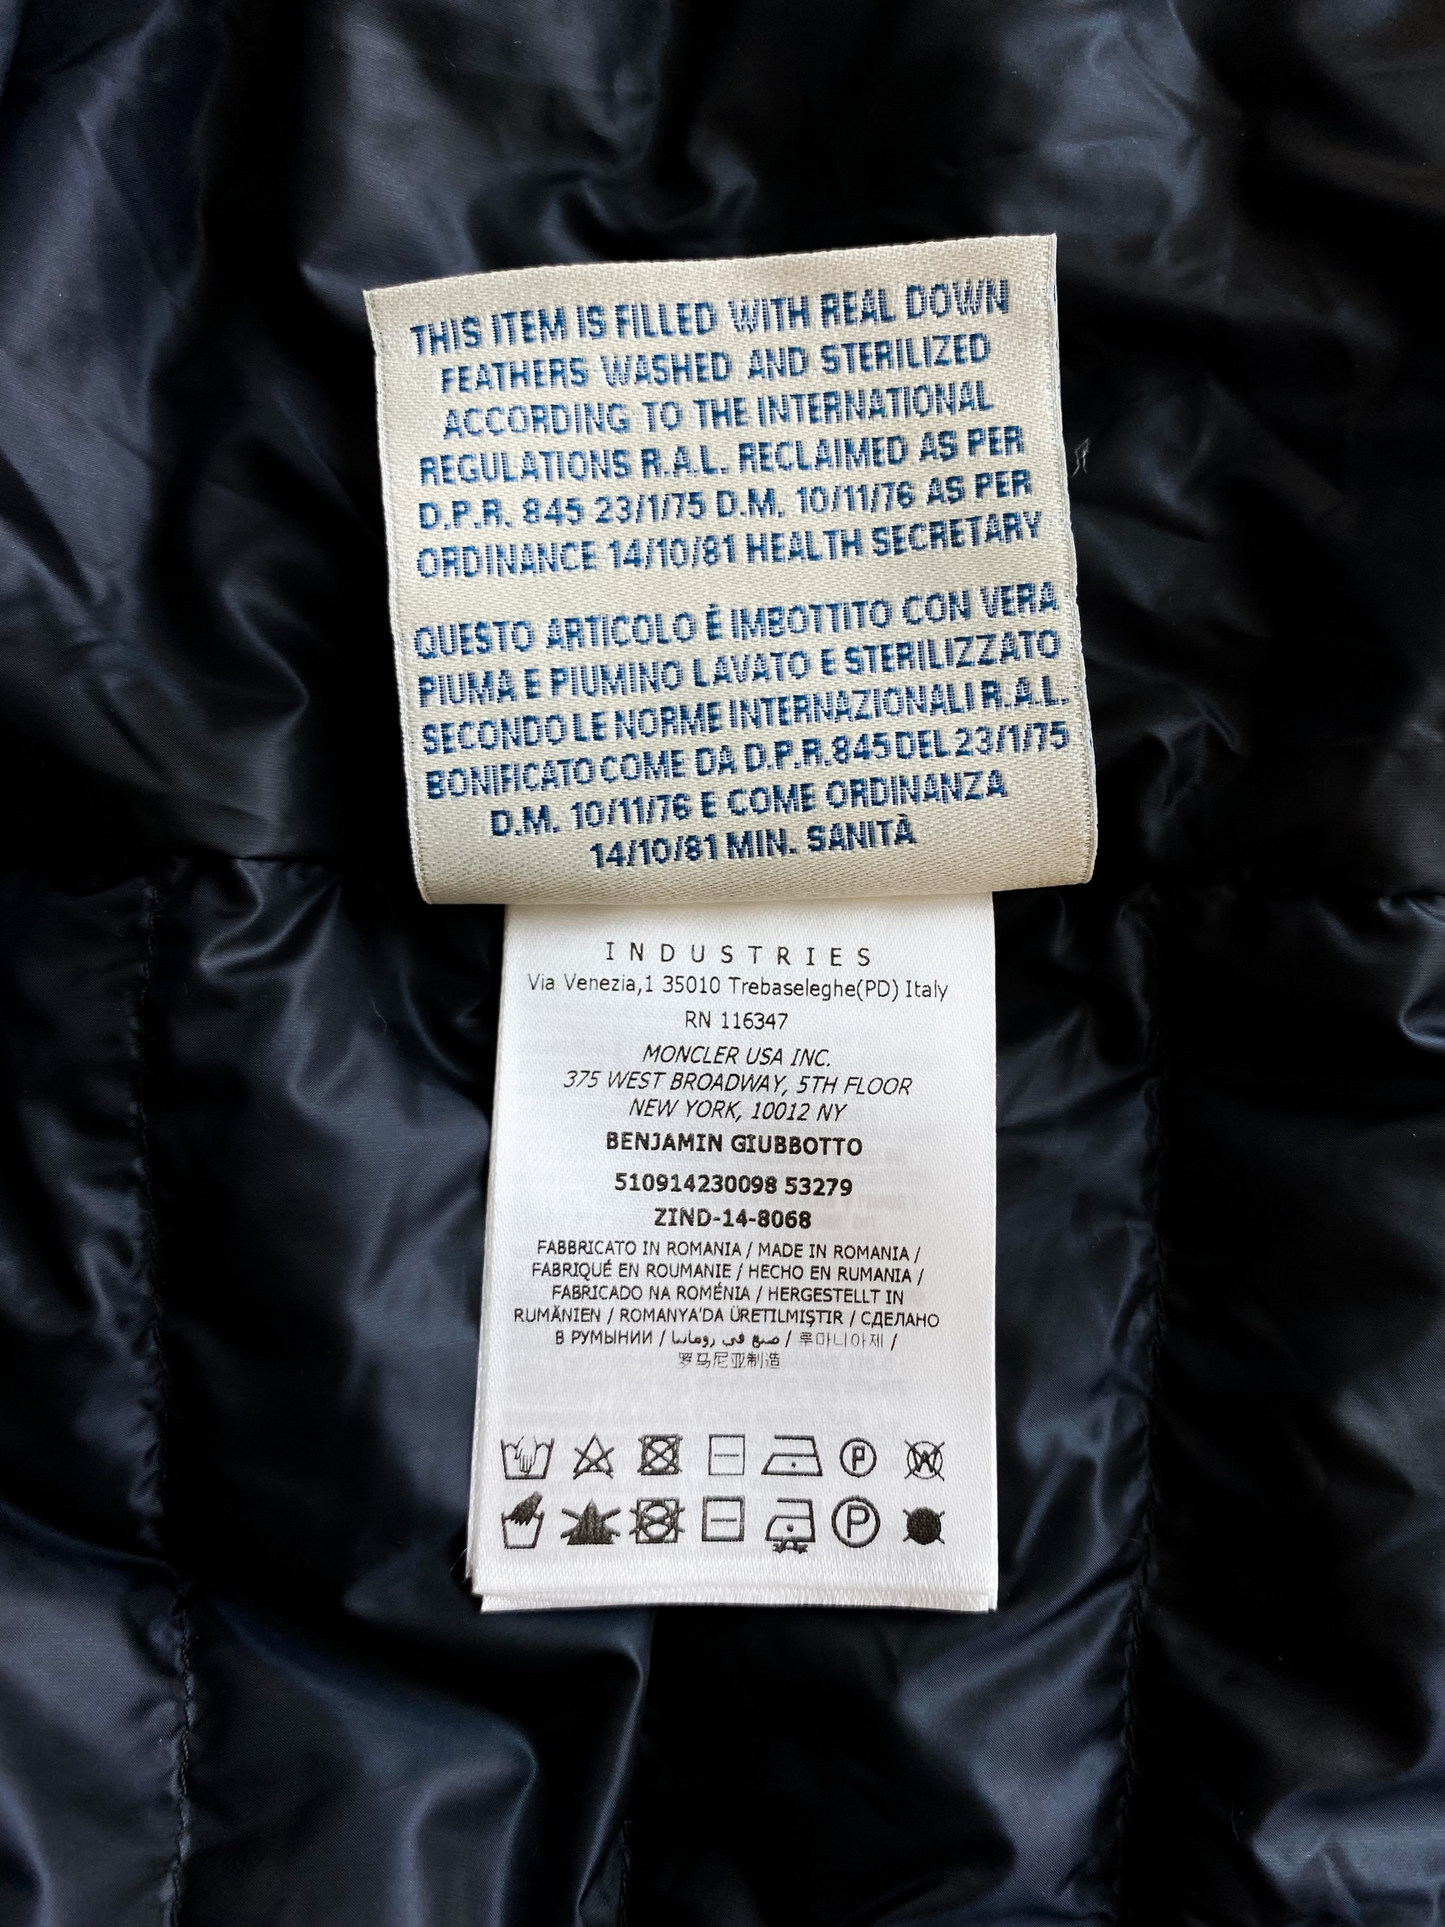 THIS ITEM IS FILLED WITH REAL DOWN
FEATHERS WASHED AND STERILIZED
ACCORDING TO THE INTERNATIONAL
REGULATIONS R.A.L. RECLAIMED AS PER
D.P.R. 845 23/1/75 D.M. 10/11/76 AS PER
ORDINANCE 14/10/81 HEALTH SECRETARY
QUESTO ARTICOLO É IMBOTTITO CON VERA
PIUMA E PIUMINO LAVATO E STERILIZZATO
SECONDO LE NORME INTERNAZIONALI R.A.L.
BONIFICATO COME DA D.P.R. 845 DEL 23/1/75
D.M. 10/11/76 E COME ORDINANZA
14/10/81 MIN. SANITÀ
INDUSTRIES
Via Venezia,1 35010 Trebaseleghe(PD) Italy
RN 116347
MONCLER USA INC.
375 WEST BROADWAY, 5TH FLOOR
NEW YORK, 10012 NY
BENJAMIN GIUBBOTTO
510914230098 53279
ZIND-14-8068
FABBRICATO IN ROMANIA / MADE IN ROMANIA /
FABRIQUÉ EN ROUMANIE / HECHO EN RUMANIA /
FABRICADO NA ROMÉNIA / HERGESTELLT IN
RUMÄNIEN / ROMANYA'DA ÜRETILMIŞTIR / СДЕЛАНО
В РУМЫНИИ / صنع في رومانيا / 루마니아제 /
罗马尼亚制造
P W
P